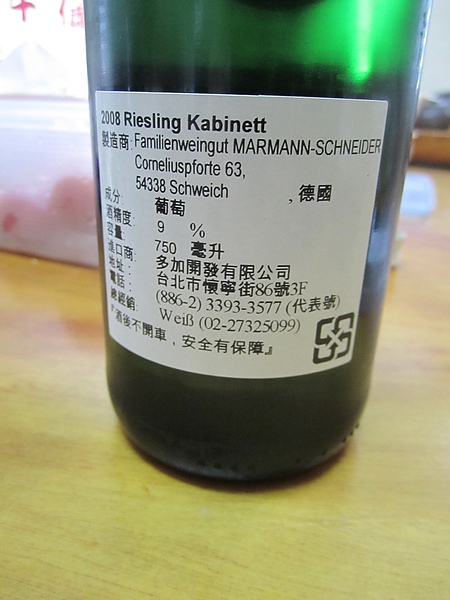 2008 Riesling Kabinett
製造商: Familienweingut MARMANN-SCHNEIDER
Corneliuspforte 63,
54338 Schweich , 德國
成分: 葡萄
酒精度: 9 %
容量: 750 毫升
進口商: 多加開發有限公司
地址: 台北市懷寧街86號3F
電話: (886-2) 3393-3577 (代表號)
總經銷: Weiß (02-27325099)
『酒後不開車，安全有保障』